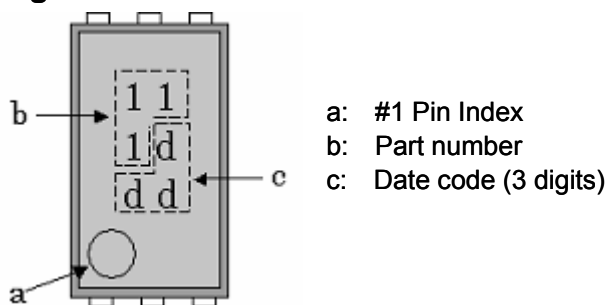 b
1 1
1 d
d d
c
a
a: #1 Pin Index
b: Part number
c: Date code (3 digits)